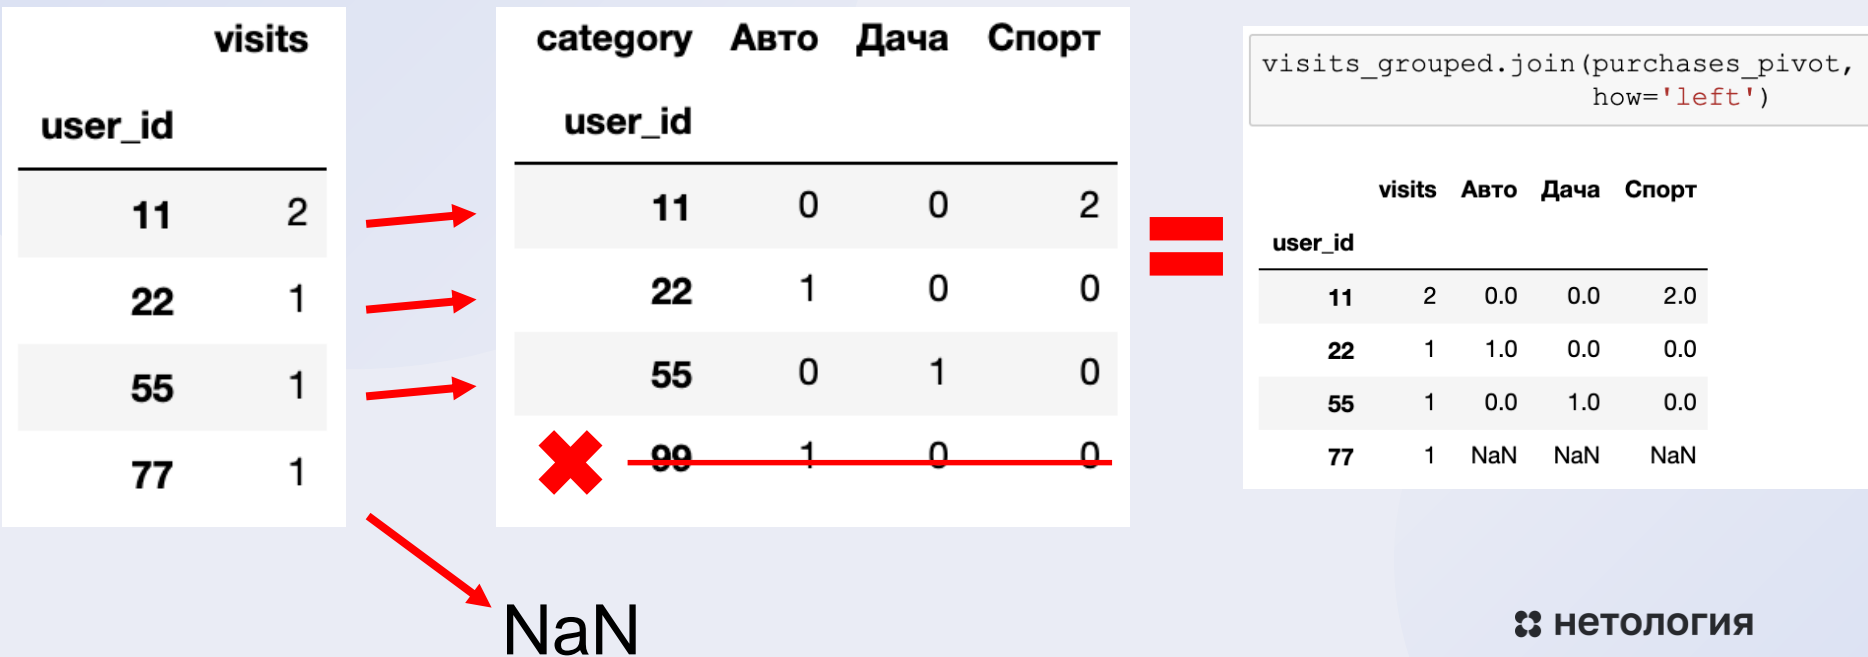 visits
user_id
11 2
22 1
55 1
77 1
category Авто Дача Спорт
user_id
11 0 0 2
22 1 0 0
55 0 1 0
99 1 0 0
NaN
visits_grouped.join(purchases_pivot,
how='left')
visits Авто Дача Спорт
user_id
11 2 0.0 0.0 2.0
22 1 1.0 0.0 0.0
55 1 0.0 1.0 0.0
77 1 NaN NaN NaN
нетология